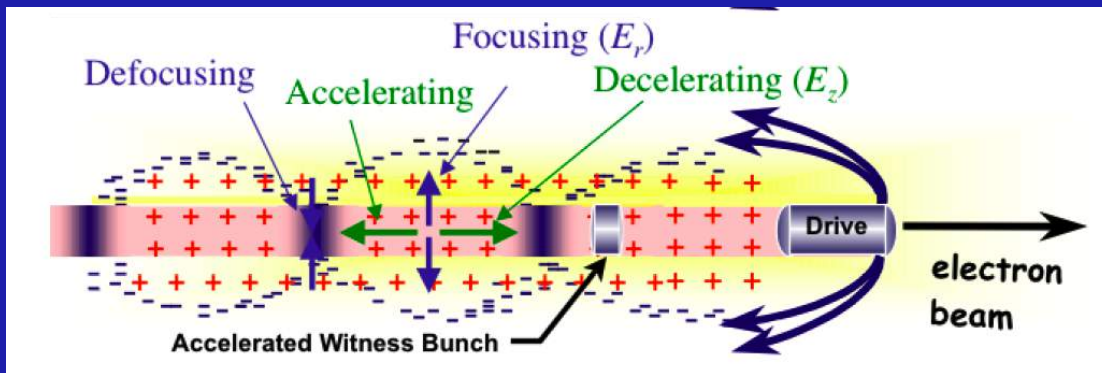 Focusing (E_r)
Defocusing
Accelerating
Decelerating (E_z)
Drive
electron
beam
Accelerated Witness Bunch